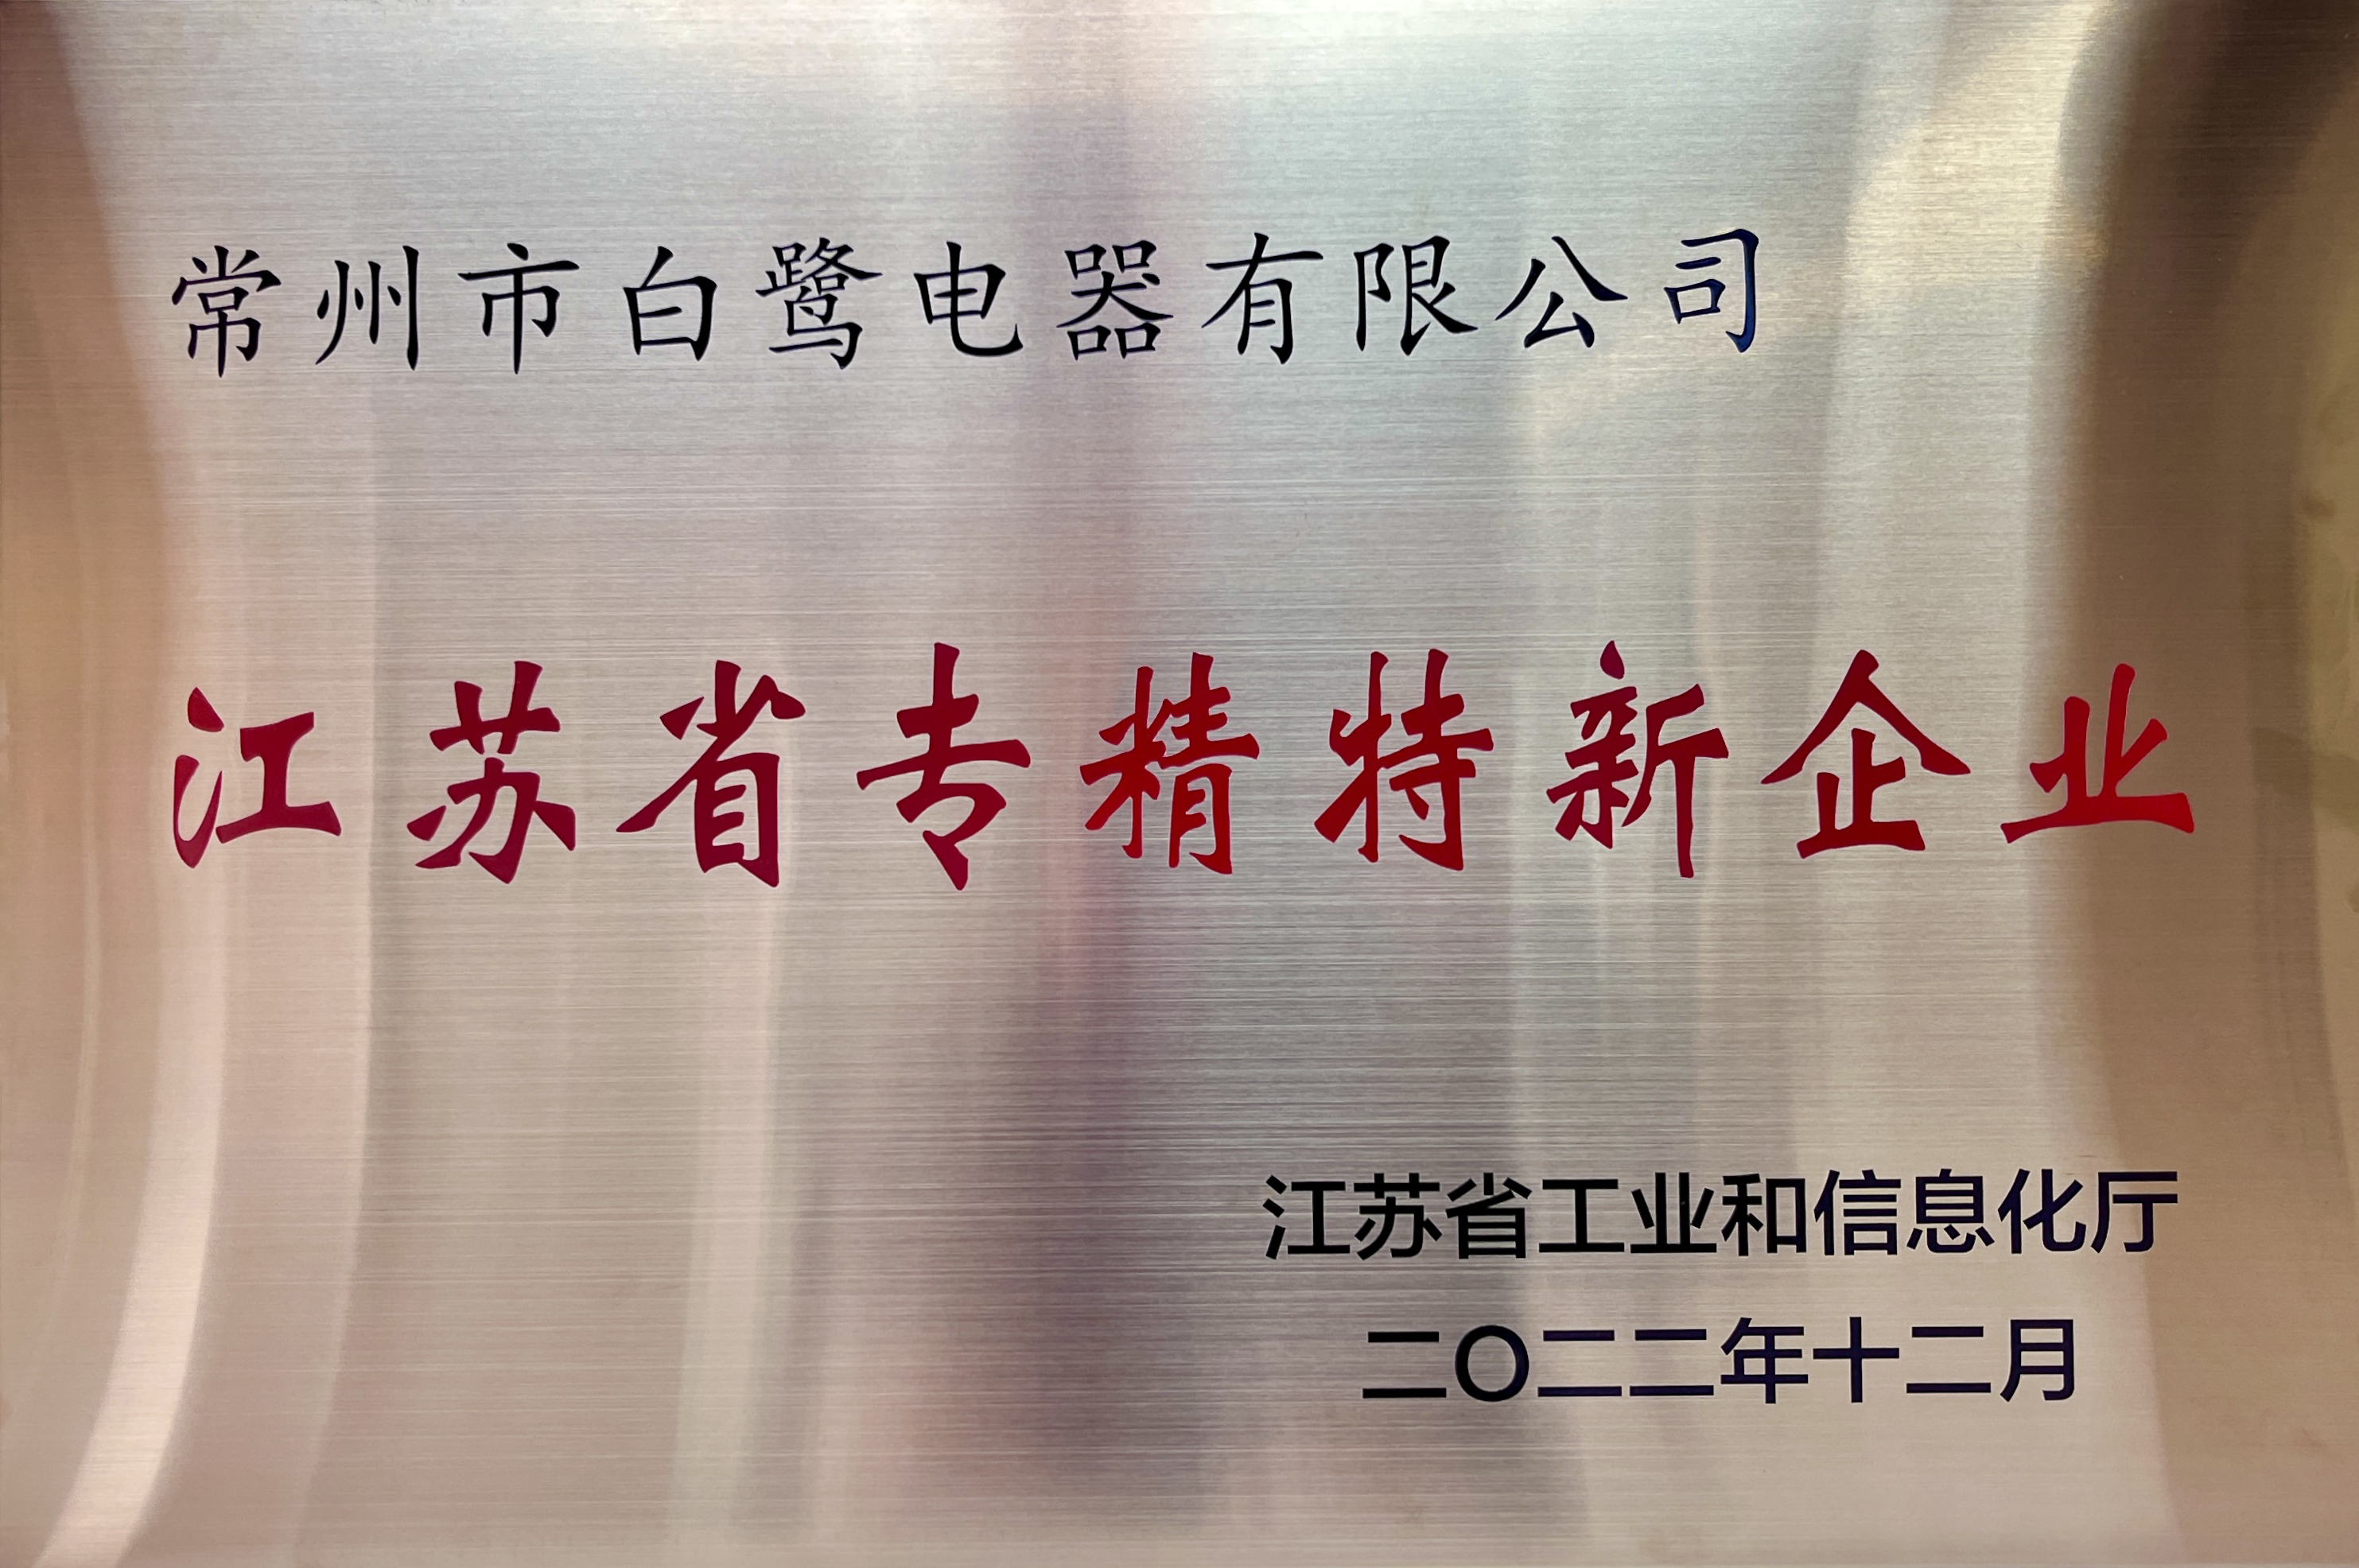 常州市白鹭电器有限公司
江苏省专精特新企业
江苏省工业和信息化厅
二〇二二年十二月